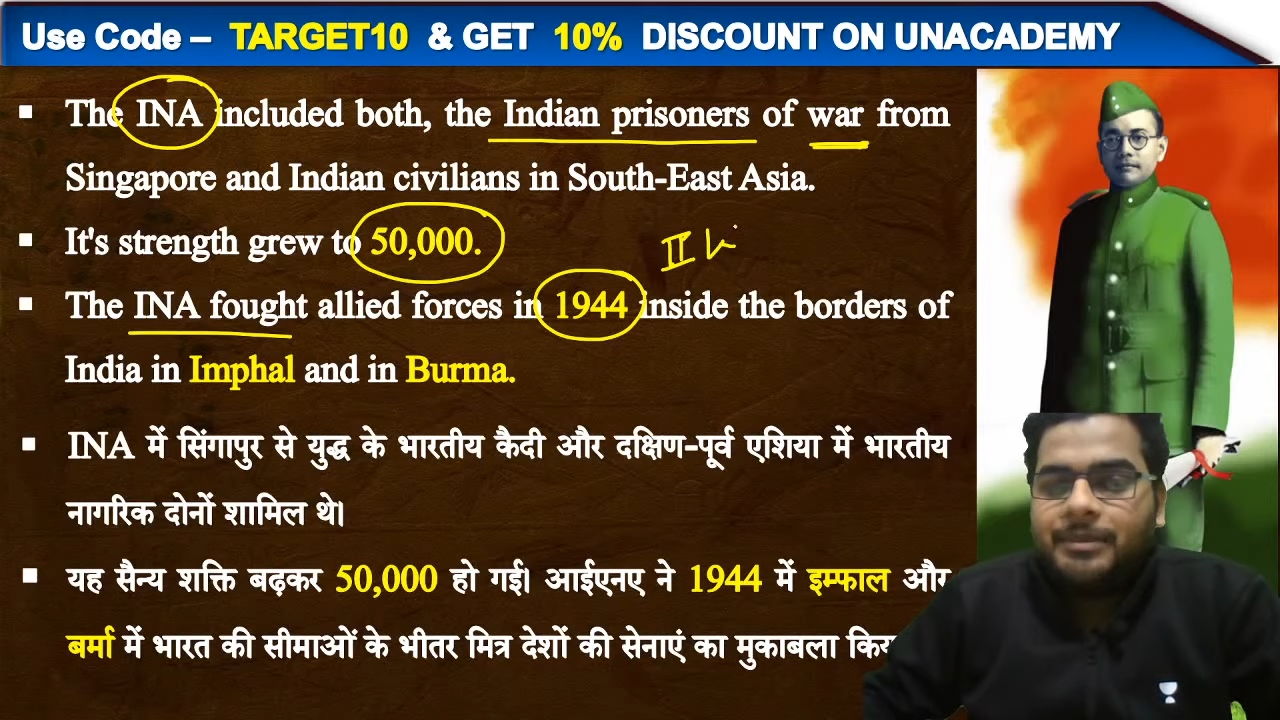 Use Code – TARGET10 & GET 10% DISCOUNT ON UNACADEMY
The INA included both, the Indian prisoners of war from
Singapore and Indian civilians in South-East Asia.
It's strength grew to 50,000.
II
The INA fought allied forces in 1944 inside the borders of
India in Imphal and in Burma.
INA में सिंगापुर से युद्ध के भारतीय कैदी और दक्षिण-पूर्व एशिया में भारतीय
नागरिक दोनों शामिल थे।
यह सैन्य शक्ति बढ़कर 50,000 हो गई। आईएनए ने 1944 में इम्फाल और
बर्मा में भारत की सीमाओं के भीतर मित्र देशों की सेनाएं का मुकाबला